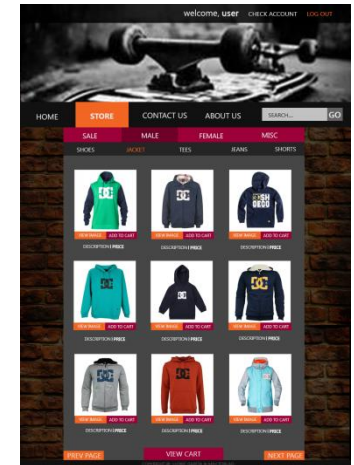 welcome, user CHECK ACCOUNT LOG OUT
HOME STORE CONTACT US ABOUT US SEARCH... GO
SALE MALE FEMALE MISC
SHOES JACKET TEES JEANS SHORTS
VIEW IMAGE ADD TO CART VIEW IMAGE ADD TO CART VIEW IMAGE ADD TO CART
DESCRIPTION | PRICE DESCRIPTION | PRICE DESCRIPTION | PRICE
VIEW IMAGE ADD TO CART VIEW IMAGE ADD TO CART VIEW IMAGE ADD TO CART
DESCRIPTION | PRICE DESCRIPTION | PRICE DESCRIPTION | PRICE
VIEW IMAGE ADD TO CART VIEW IMAGE ADD TO CART VIEW IMAGE ADD TO CART
DESCRIPTION | PRICE DESCRIPTION | PRICE DESCRIPTION | PRICE
PREV PAGE VIEW CART NEXT PAGE